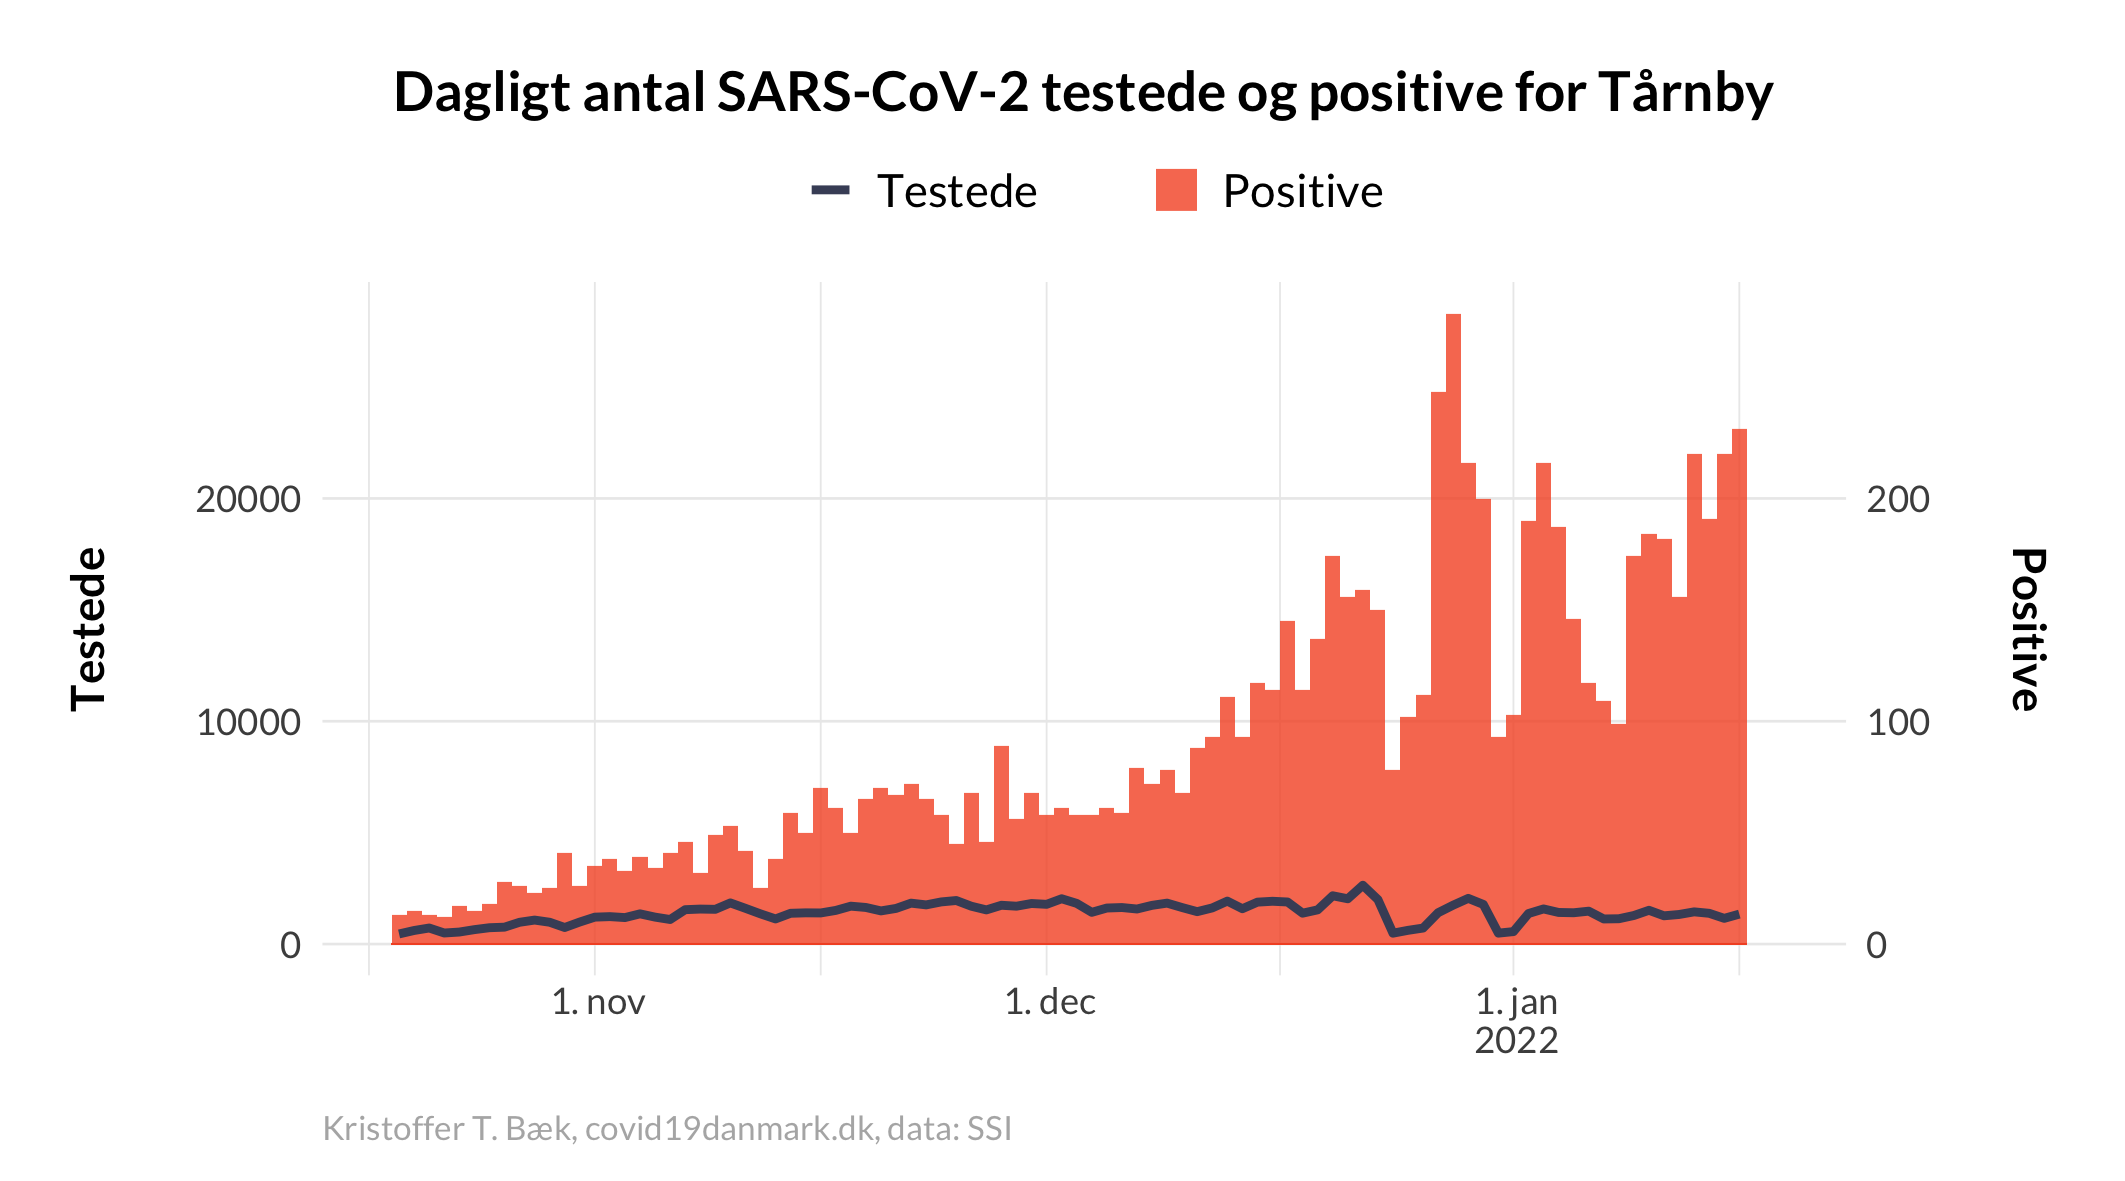 Dagligt antal SARS-CoV-2 testede og positive for Tårnby
Testede
Positive
20000
10000
0
Testede
200
100
0
Positive
1. nov
1. dec
1. jan
2022
Kristoffer T. Bæk, covid19danmark.dk, data: SSI